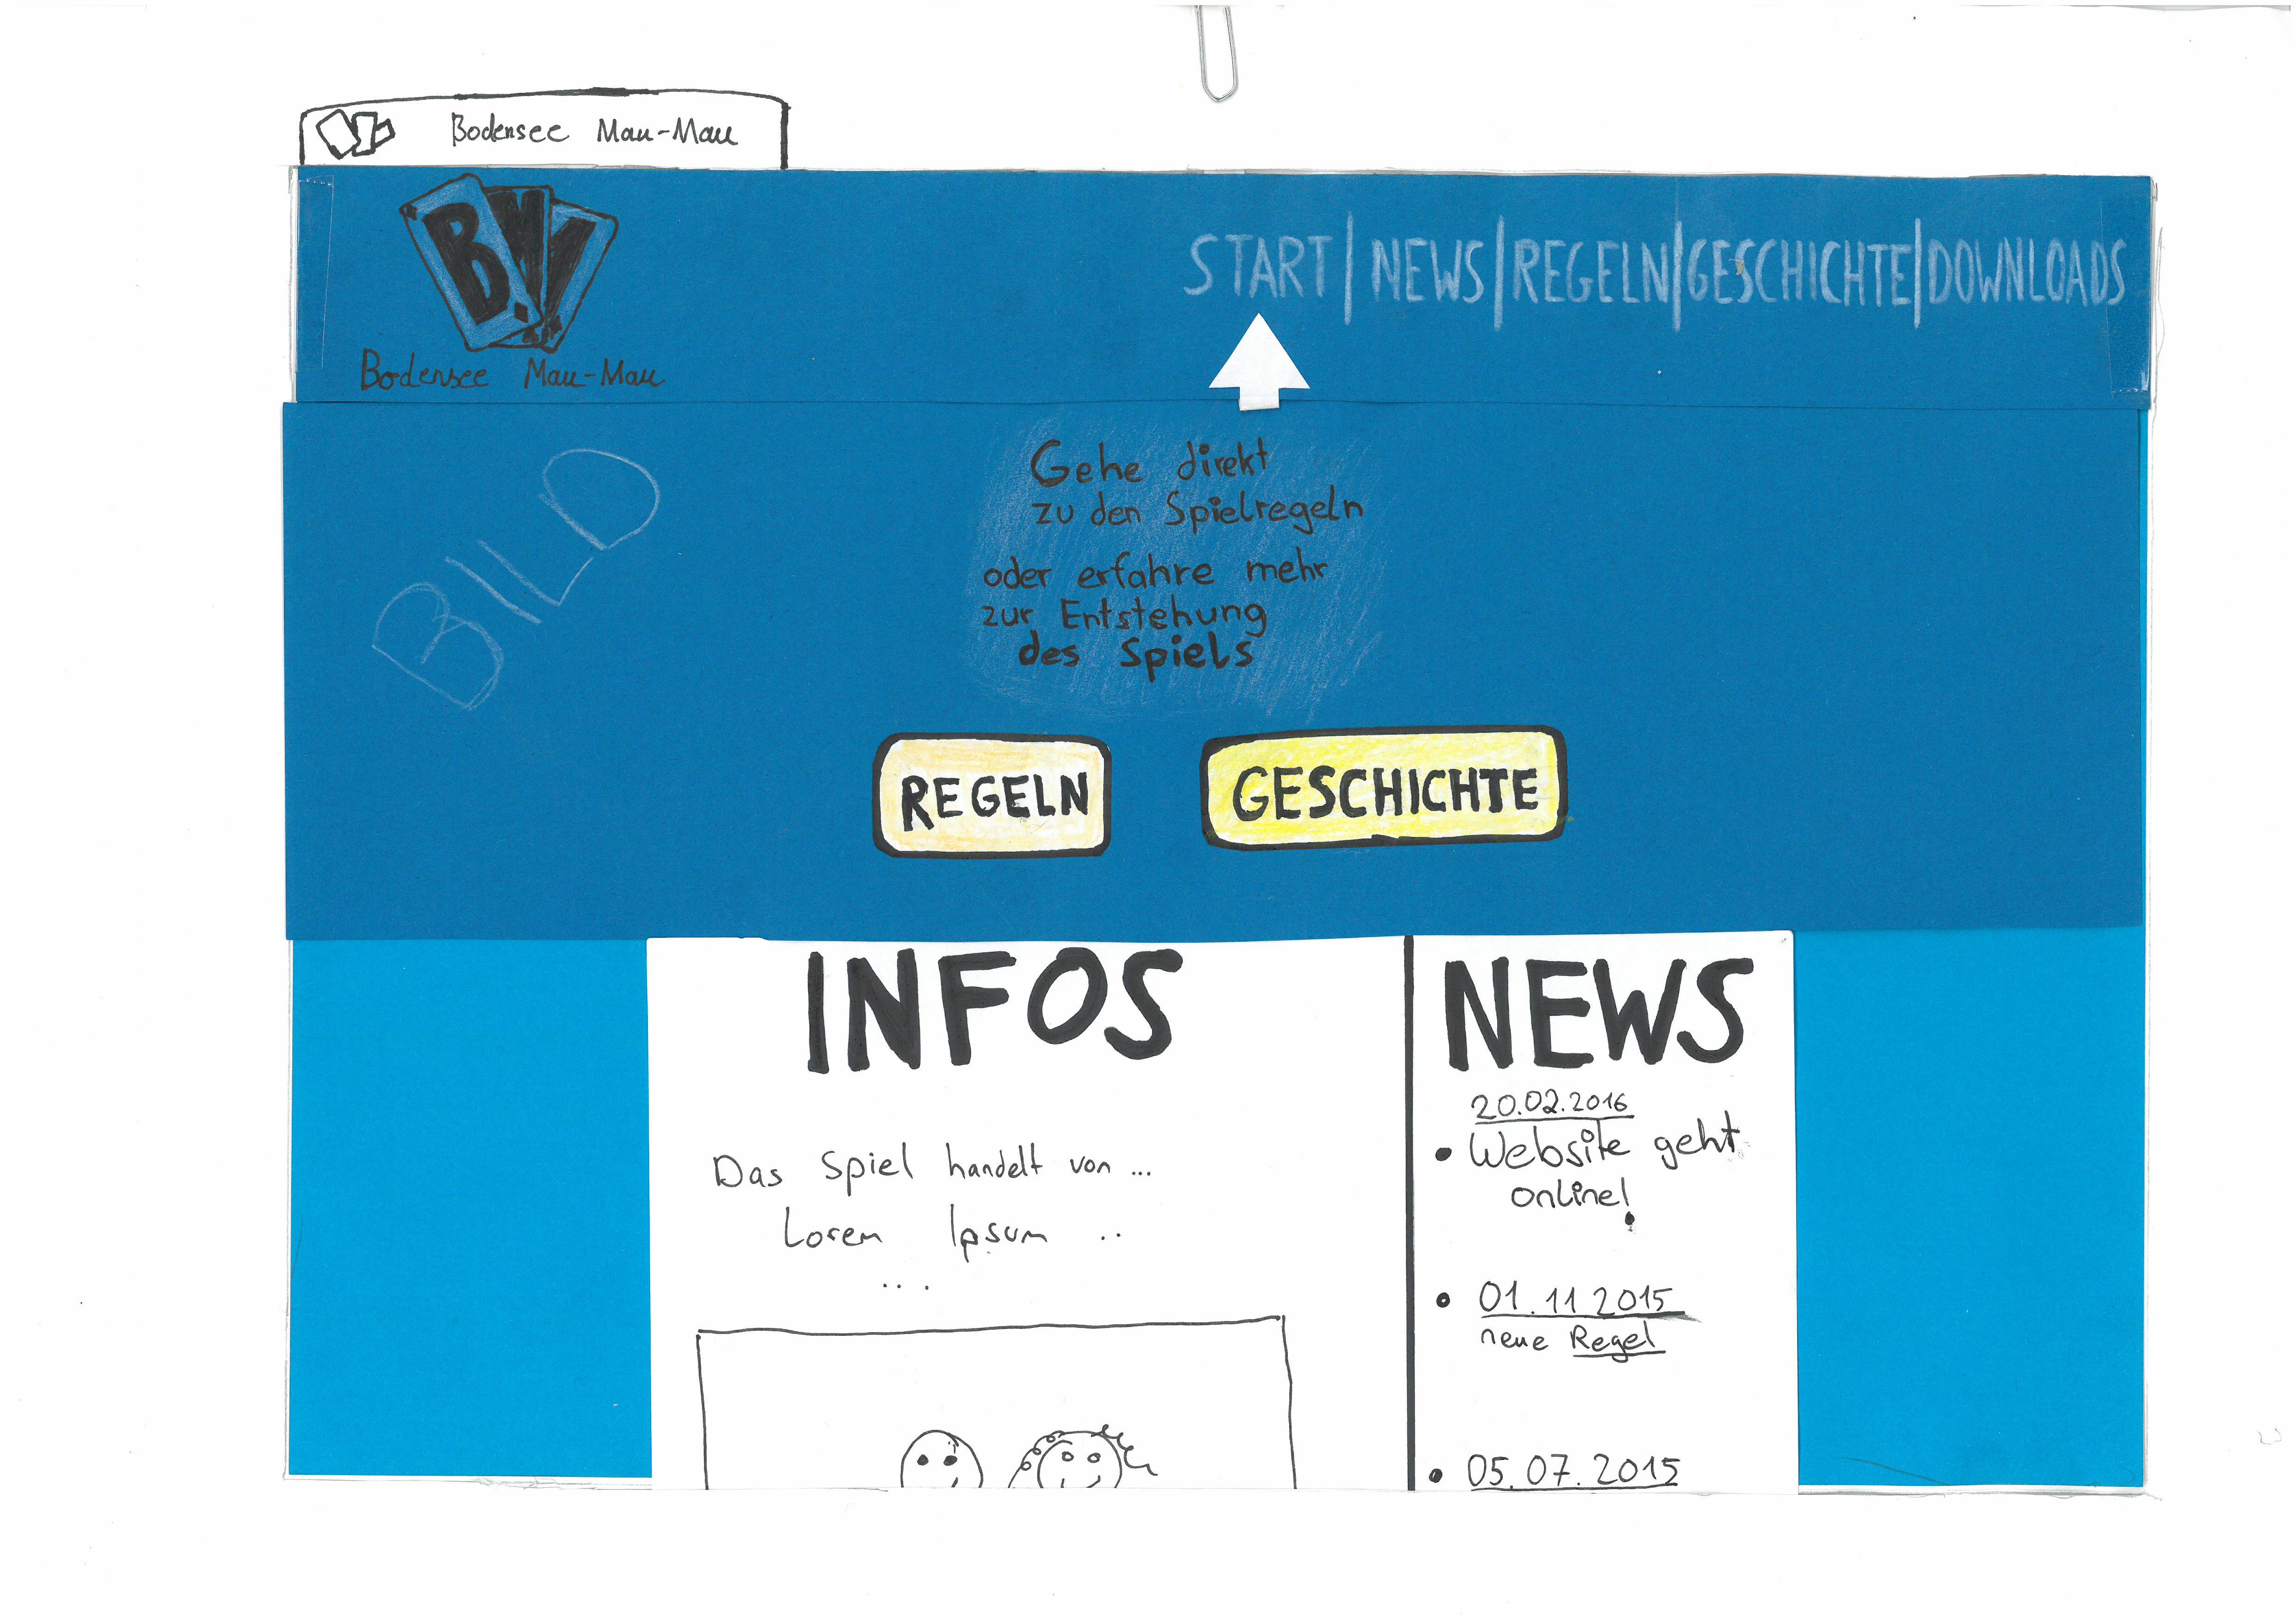 Bodensee Mau-Mau
Bodensee Mau-Mau
START | NEWS | REGELN | GESCHICHTE | DOWNLOADS
BILD
Gehe direkt
zu den Spielregeln
oder erfahre mehr
zur Entstehung
des Spiels
REGELN
GESCHICHTE
INFOS
Das Spiel handelt von ...
Lorem Ipsum ..
...
NEWS
20.02.2016
• Website geht
online!
• 01.11 2015
neue Regel
• 05.07.2015